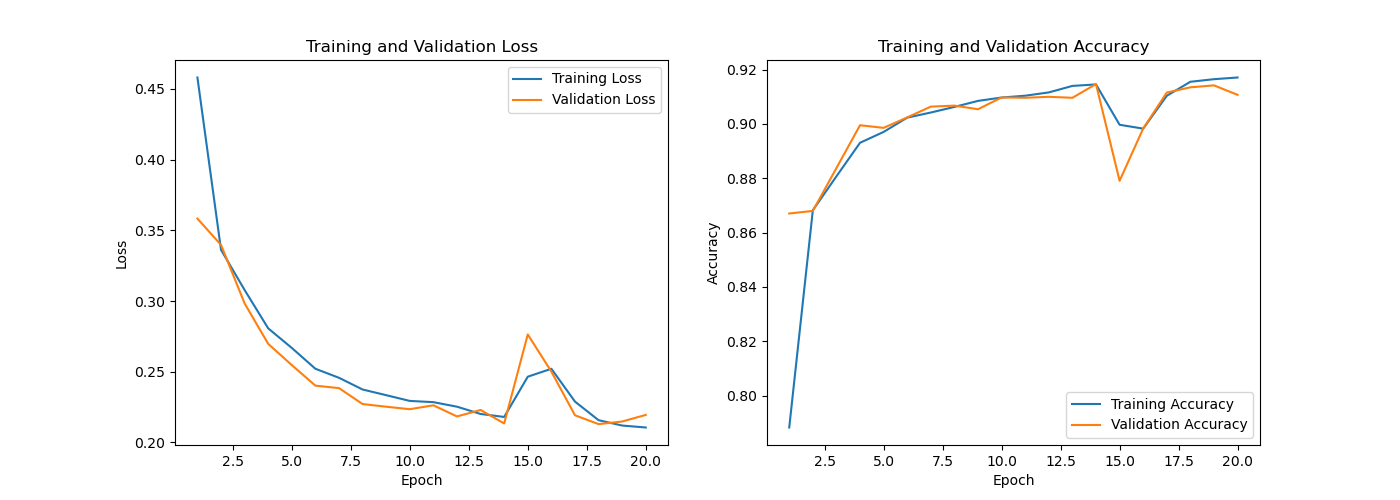 Training and Validation Loss
0.45
0.40
0.35
0.30
0.25
0.20
Loss
2.5 5.0 7.5 10.0 12.5 15.0 17.5 20.0
Epoch
Training Loss
Validation Loss
Training and Validation Accuracy
0.92
0.90
0.88
0.86
0.84
0.82
0.80
Accuracy
2.5 5.0 7.5 10.0 12.5 15.0 17.5 20.0
Epoch
Training Accuracy
Validation Accuracy